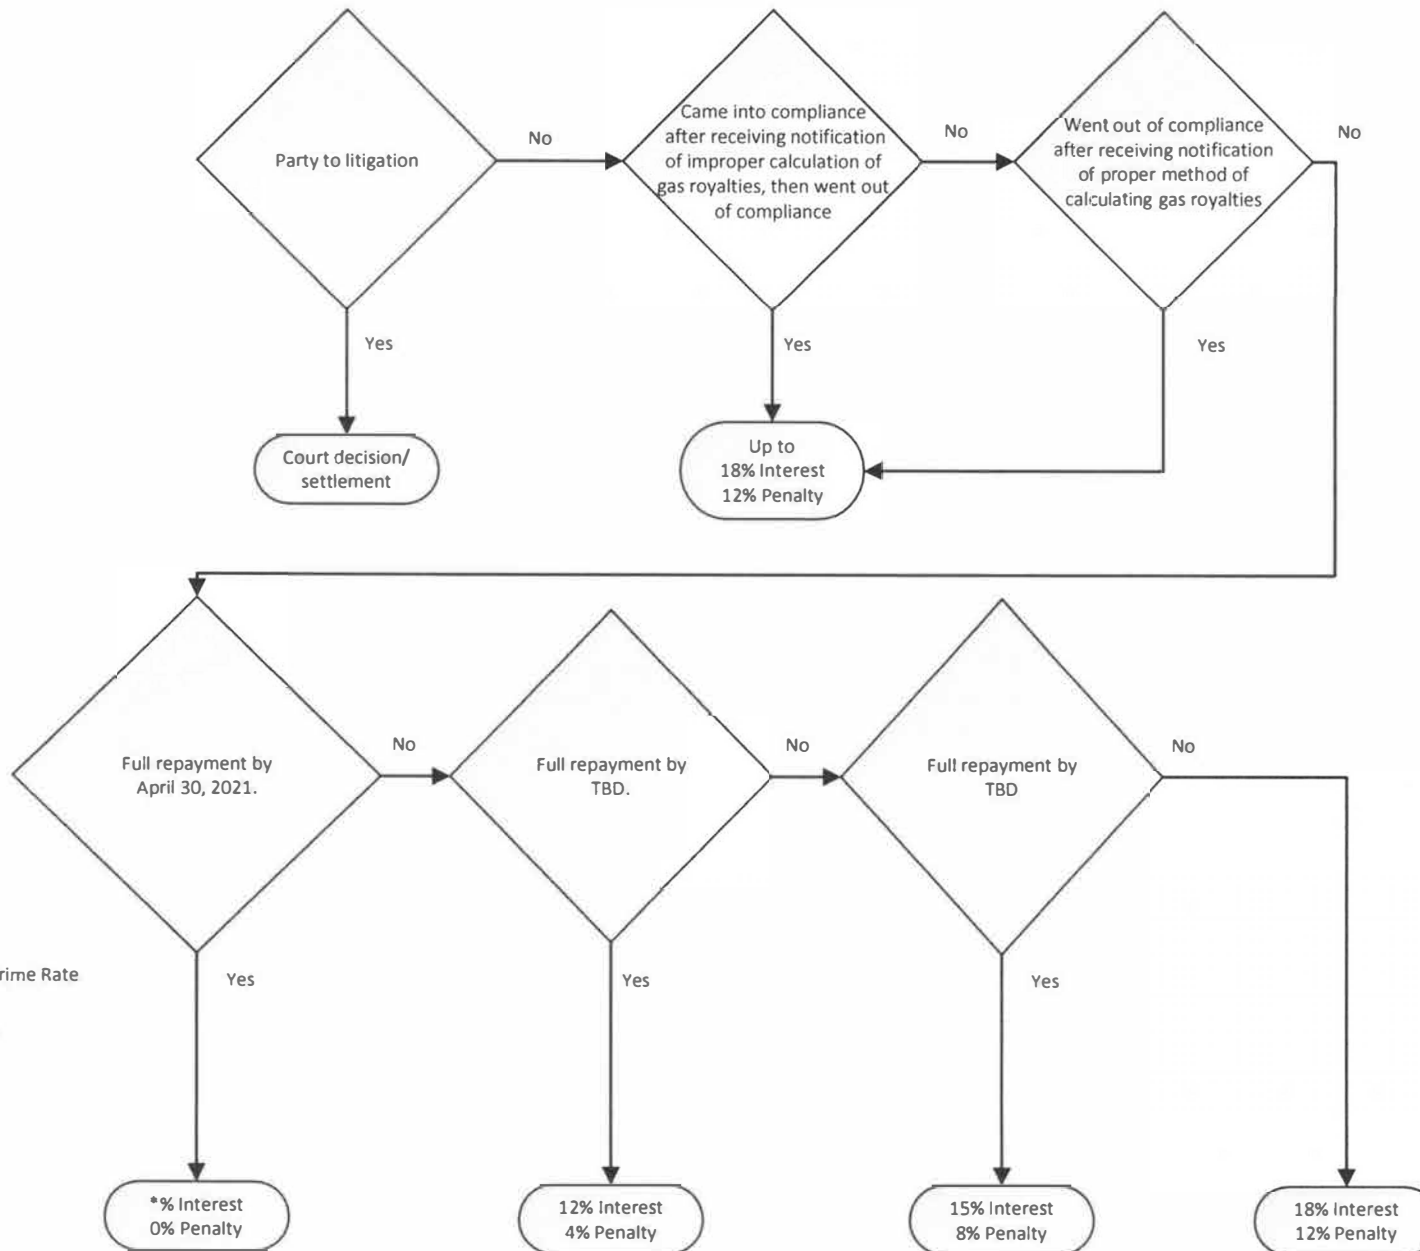 Party to litigation
No
Came into compliance
after receiving notification
of improper calculation of
gas royalties, then went out
of compliance
No
Went out of compliance
after receiving notification
of proper method of
calculating gas royalties
No
Yes
Yes
Yes
Court decision/
settlement
Up to
18% Interest
12% Penalty
Full repayment by
April 30, 2021.
No
Full repayment by
TBD.
No
Full repayment by
TBD
No
rime Rate
Yes
Yes
Yes
*% Interest
0% Penalty
12% Interest
4% Penalty
15% Interest
8% Penalty
18% Interest
12% Penalty